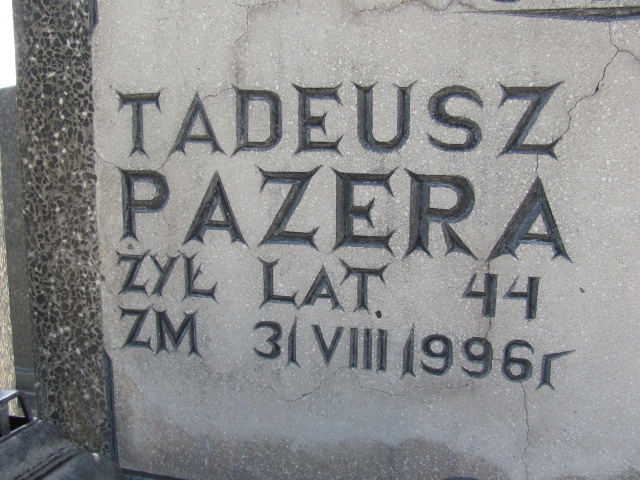 TADEUSZ
PAZERA
ŻYŁ LAT. 44
ZM 31 VIII 1996 r